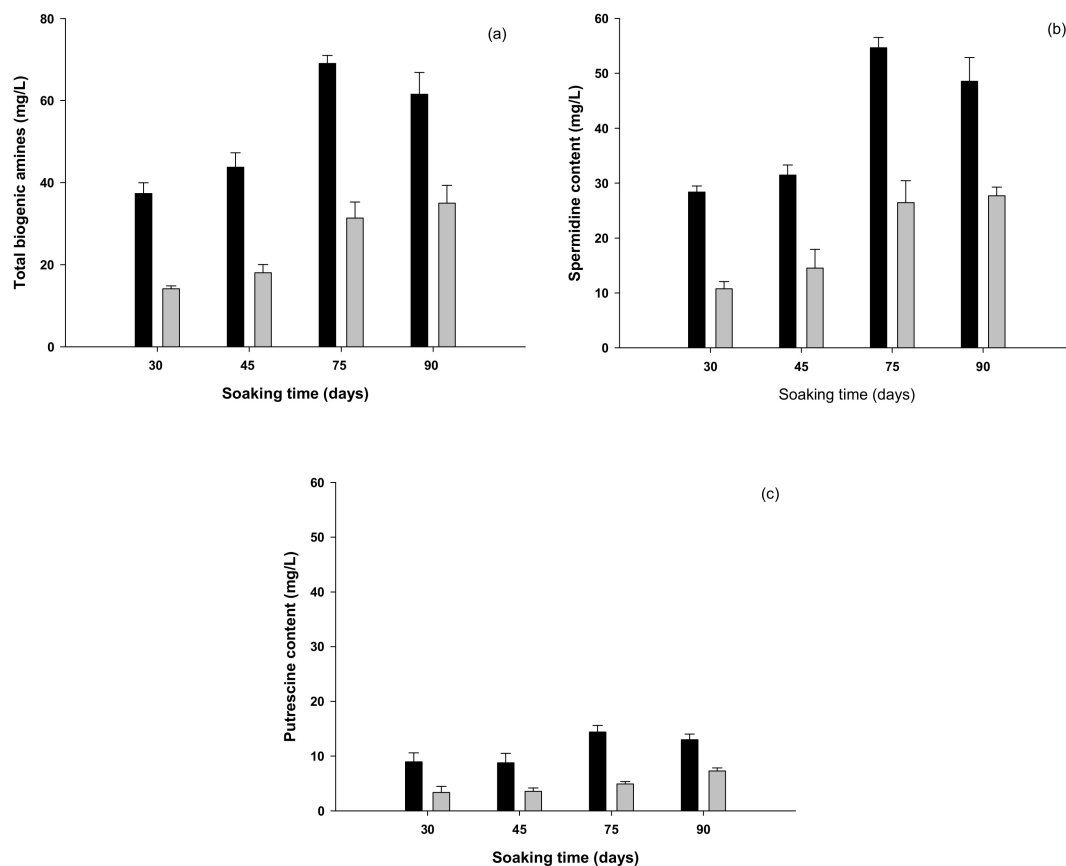 (a)
Total biogenic amines (mg/L)
80
60
40
20
0
30 45 75 90
Soaking time (days)
(b)
Spermidine content (mg/L)
60
50
40
30
20
10
0
30 45 75 90
Soaking time (days)
(c)
Putrescine content (mg/L)
60
50
40
30
20
10
0
30 45 75 90
Soaking time (days)